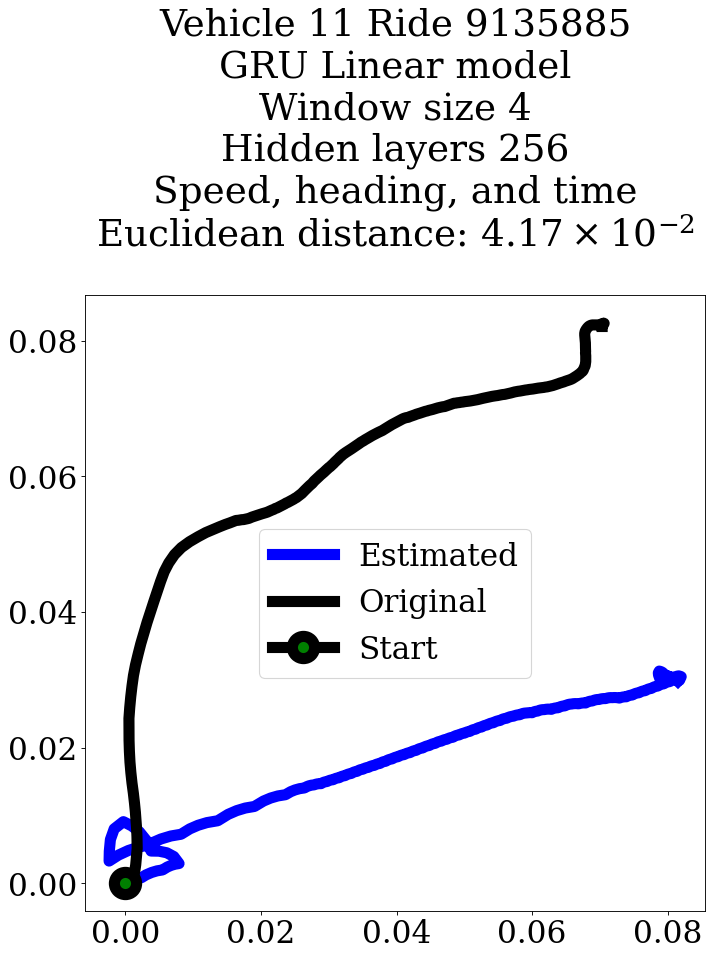 Vehicle 11 Ride 9135885
GRU Linear model
Window size 4
Hidden layers 256
Speed, heading, and time
Euclidean distance: 4.17 × 10⁻²
0.08
0.06
0.04
0.02
0.00
Estimated
Original
Start
0.00 0.02 0.04 0.06 0.08